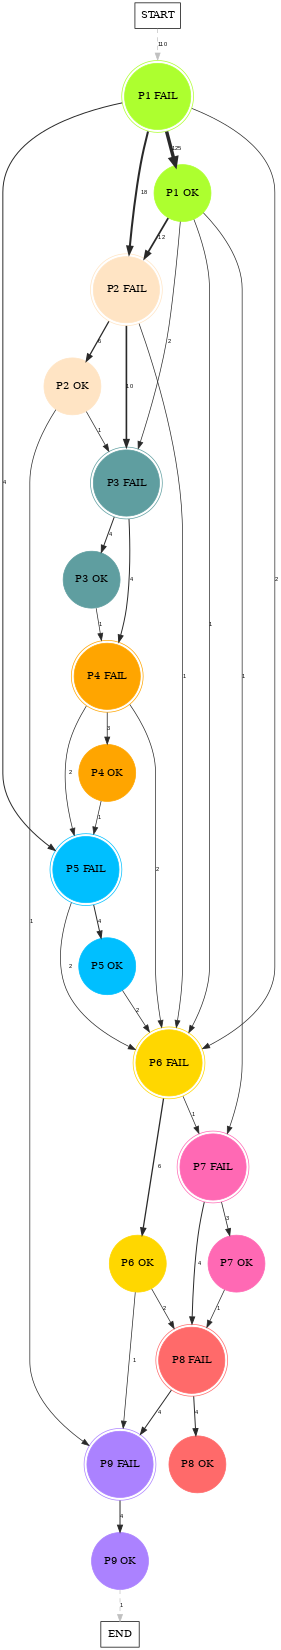 START
110
P1 FAIL
125
P1 OK
18
12
P2 FAIL
6
2
P2 OK
10
1
P3 FAIL
4
4
P3 OK
4
2
1
P4 FAIL
1
1
3
2
P4 OK
2
1
P5 FAIL
4
1
P5 OK
2
2
P6 FAIL
1
6
P7 FAIL
3
P6 OK
4
P7 OK
2
1
1
P8 FAIL
4
4
P9 FAIL
P8 OK
4
P9 OK
1
END